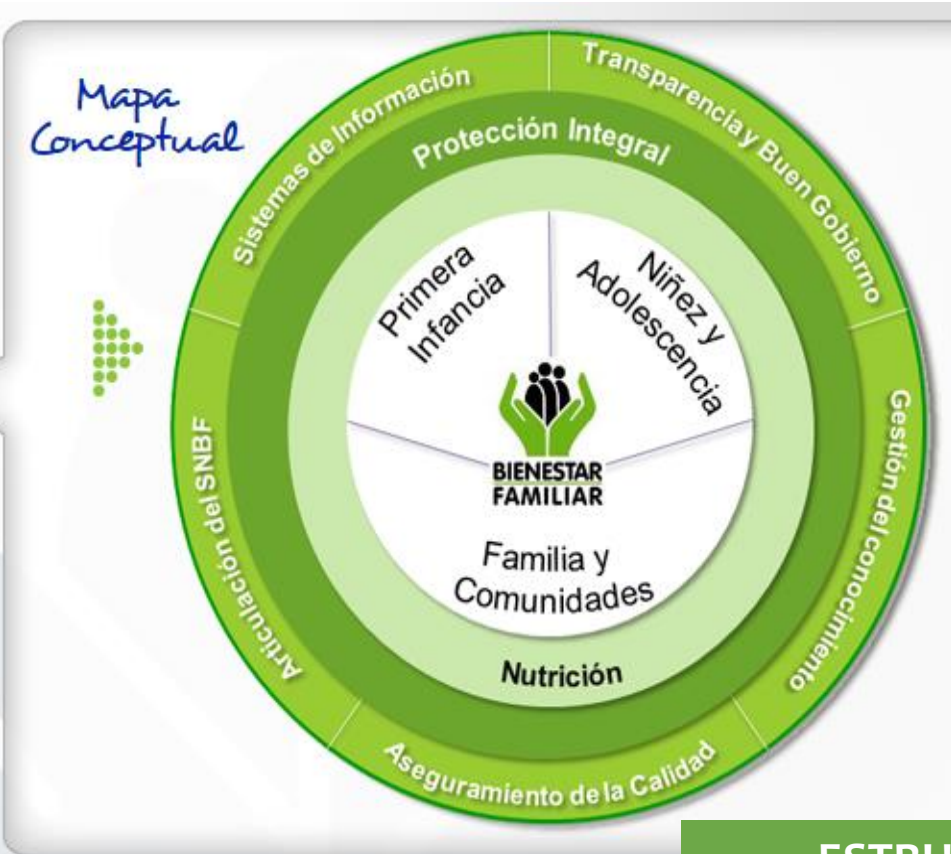 Mapa
Conceptual
Sistemas de Información
Transparencia y Buen Gobierno
Protección Integral
Primera
Infancia
Niñez y
Adolescencia
BIENESTAR
FAMILIAR
Familia y
Comunidades
Nutrición
Articulación del SNBF
Gestión del conocimiento
Aseguramiento de la Calidad